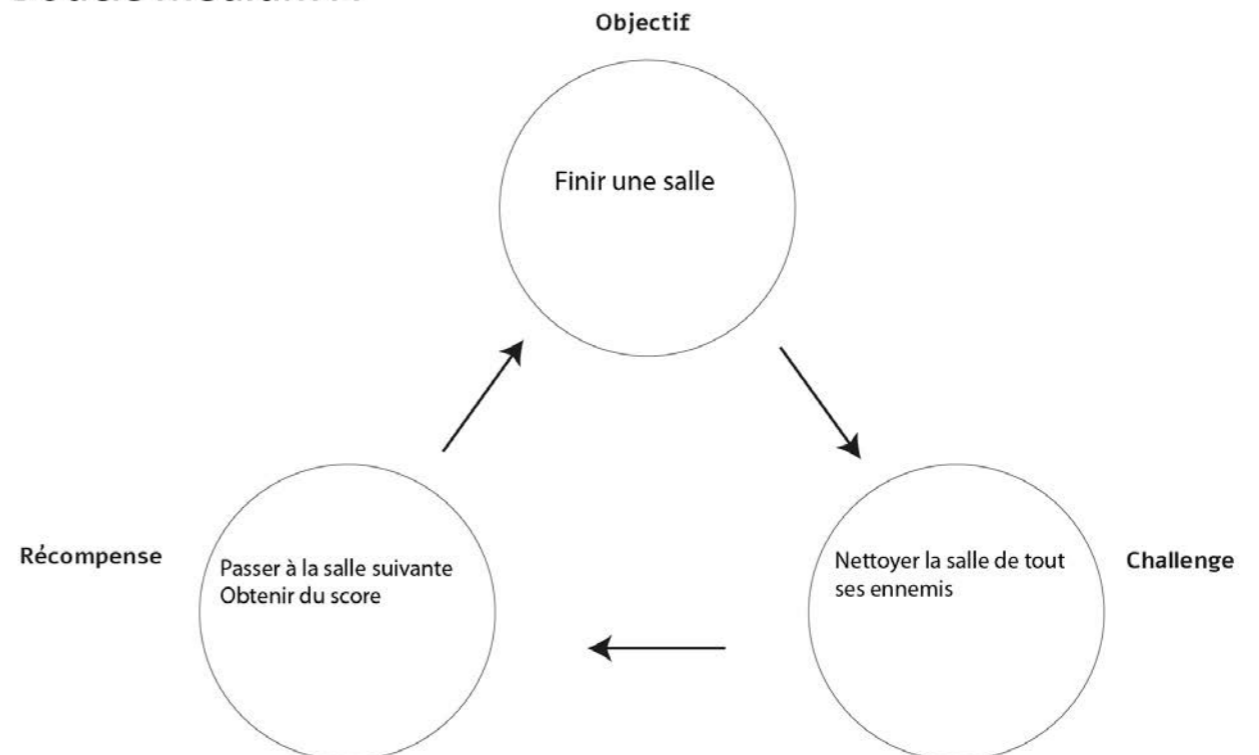 Objectif
Finir une salle
Récompense
Passer à la salle suivante
Obtenir du score
Nettoyer la salle de tout
ses ennemis
Challenge